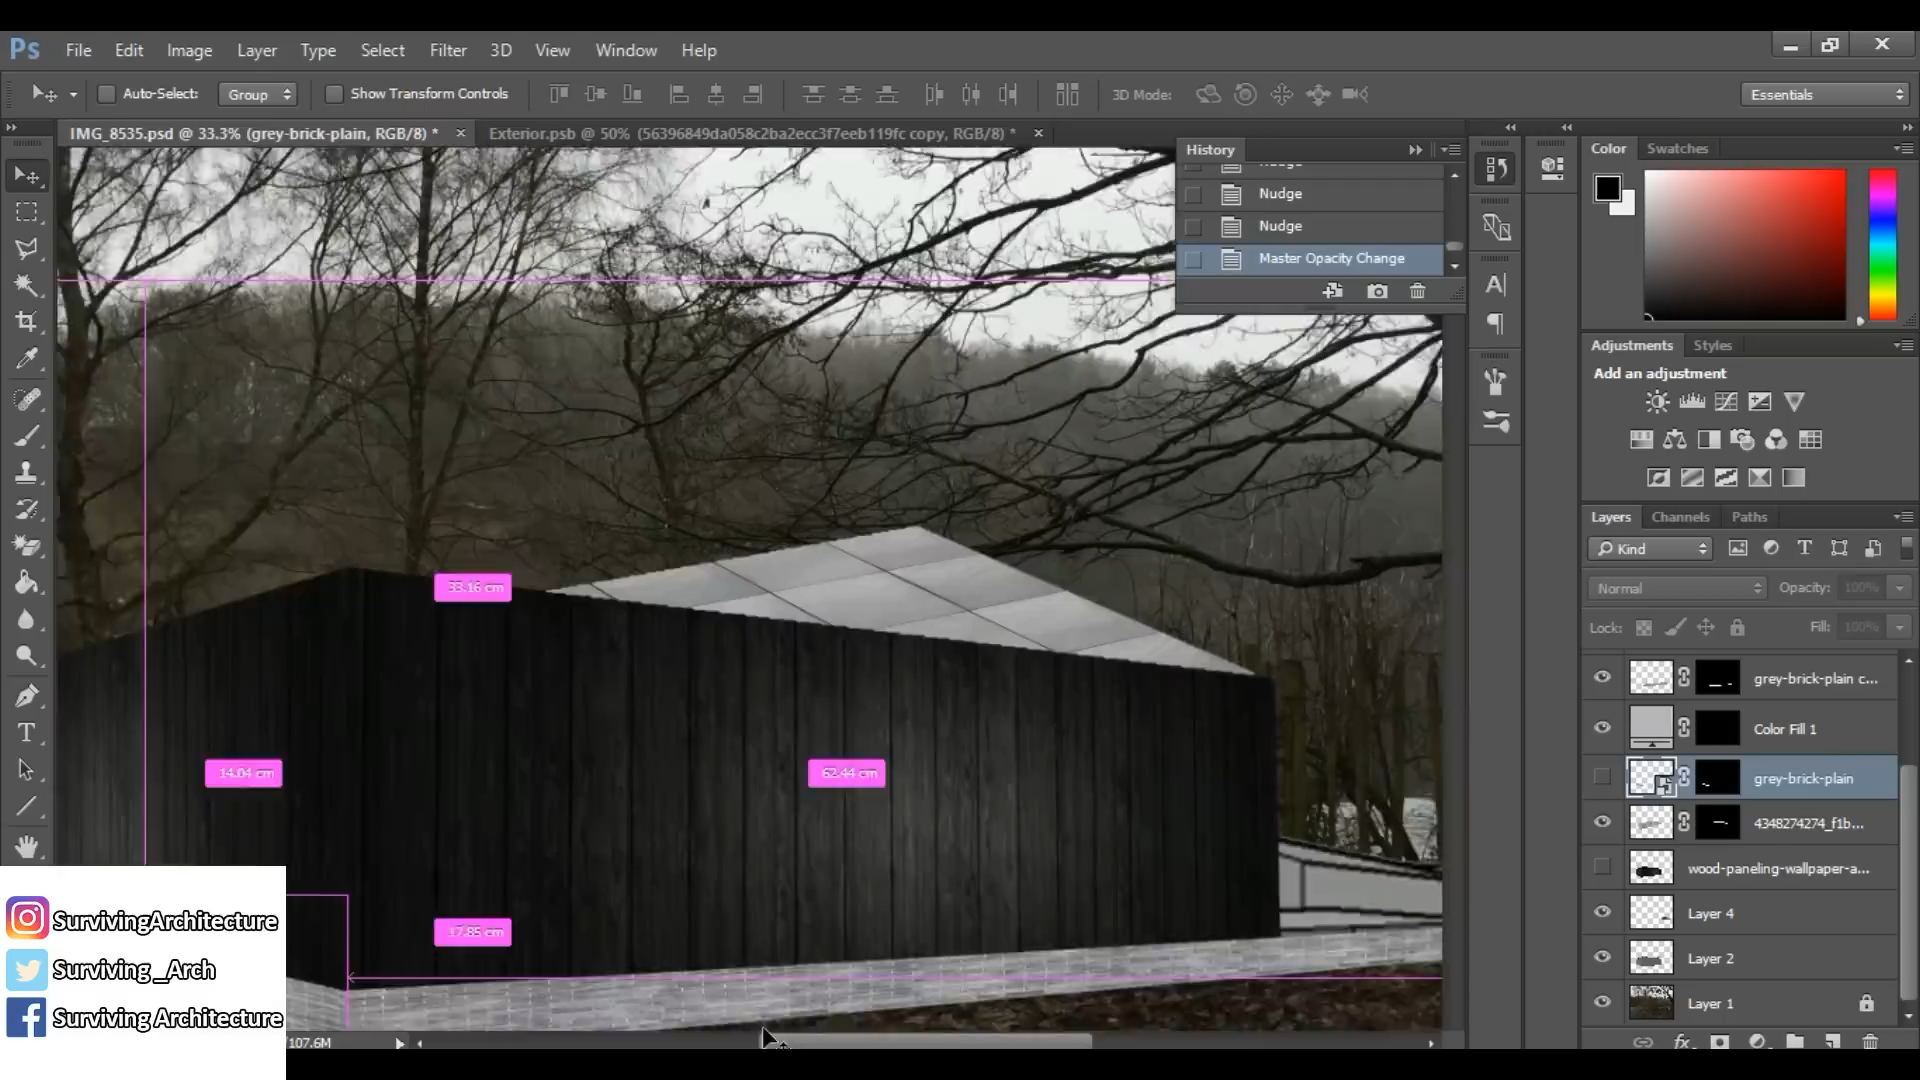 Ps File Edit Image Layer Type Select Filter 3D View Window Help
Auto-Select: Group Show Transform Controls 3D Mode: Essentials
IMG_8535.psd @ 33.3% (grey-brick-plain, RGB/8) * Exterior.psb @ 50% (56396849da058c2ba2ecc3f7eeb119fc copy, RGB/8) *
History
Nudge
Nudge
Nudge
Master Opacity Change
Color Swatches
Adjustments Styles
Add an adjustment
Layers Channels Paths
Kind
Normal Opacity: 100%
Lock: Fill: 100%
grey-brick-plain c...
Color Fill 1
grey-brick-plain
4348274274_f1b...
wood-paneling-wallpaper-a...
Layer 4
Layer 2
Layer 1
33.16 cm
14.04 cm
62.44 cm
17.85 cm
SurvivingArchitecture
Surviving_Arch
Surviving Architecture
/107.6M